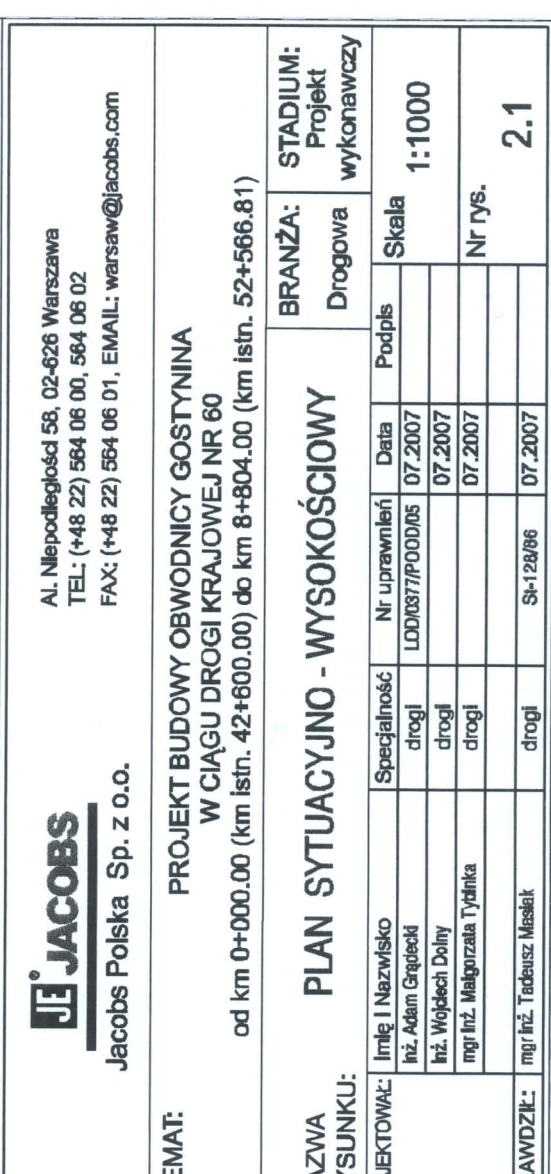 JE® JACOBS
Jacobs Polska Sp. z o.o.
Al. Niepodległości 58, 02-626 Warszawa
TEL: (+48 22) 564 06 00, 564 06 02
FAX: (+48 22) 564 06 01, EMAIL: warsaw@jacobs.com
EMAT:
PROJEKT BUDOWY OBWODNICY GOSTYNINA
W CIĄGU DROGI KRAJOWEJ NR 60
od km 0+000.00 (km istn. 42+600.00) do km 8+804.00 (km istn. 52+566.81)
AZWA
SUNKU:
PLAN SYTUACYJNO - WYSOKOŚCIOWY
BRANŻA:
Drogowa
STADIUM:
Projekt
wykonawczy
JEKTOWAŁ: Imię i Nazwisko Specjalność Nr uprawnień Data Podpis
inż. Adam Grądecki drogi LOD/0377/POOD/05 07.2007
inż. Wojciech Dolny drogi 07.2007
mgr inż. Małgorzata Tybinka drogi 07.2007
AWDZIŁ: mgr inż. Tadeusz Masiak drogi St-128/86 07.2007
Skala
1:1000
Nr rys.
2.1